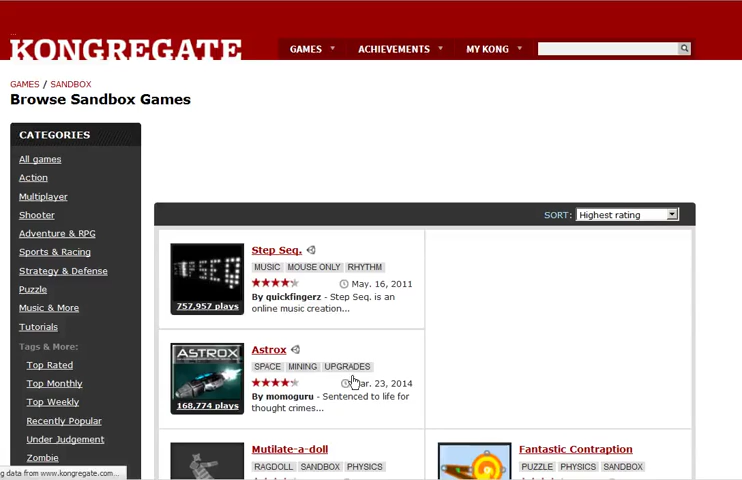 KONGREGATE
GAMES
ACHIEVEMENTS
MY KONG
GAMES / SANDBOX
Browse Sandbox Games
CATEGORIES
All games
Action
Multiplayer
Shooter
Adventure & RPG
Sports & Racing
Strategy & Defense
Puzzle
Music & More
Tutorials
Tags & More:
Top Rated
Top Monthly
Top Weekly
Recently Popular
Under Judgement
Zombie
SORT: Highest rating
757,957 plays
Step Seq.
MUSIC MOUSE ONLY RHYTHM
May. 16, 2011
By quickfingerz - Step Seq. is an
online music creation...
ASTROX
168,774 plays
Astrox
SPACE MINING UPGRADES
Mar. 23, 2014
By momoguru - Sentenced to life for
thought crimes...
Mutilate-a-doll
RAGDOLL SANDBOX PHYSICS
Fantastic Contraption
PUZZLE PHYSICS SANDBOX
g data from www.kongregate.com...